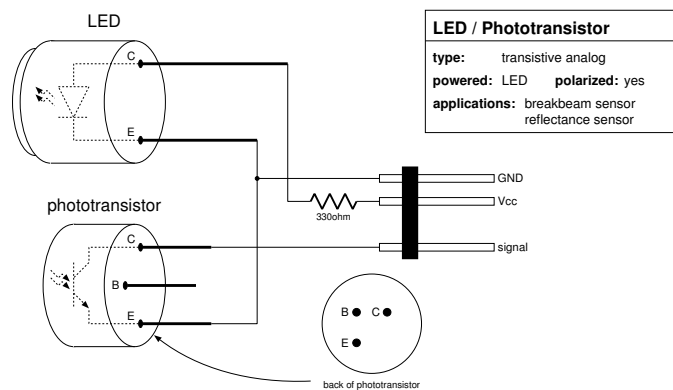 LED
C
E
LED / Phototransistor
type: transistive analog
powered: LED polarized: yes
applications: breakbeam sensor
reflectance sensor
GND
Vcc
330ohm
signal
phototransistor
C
B
E
B C
E
back of phototransistor